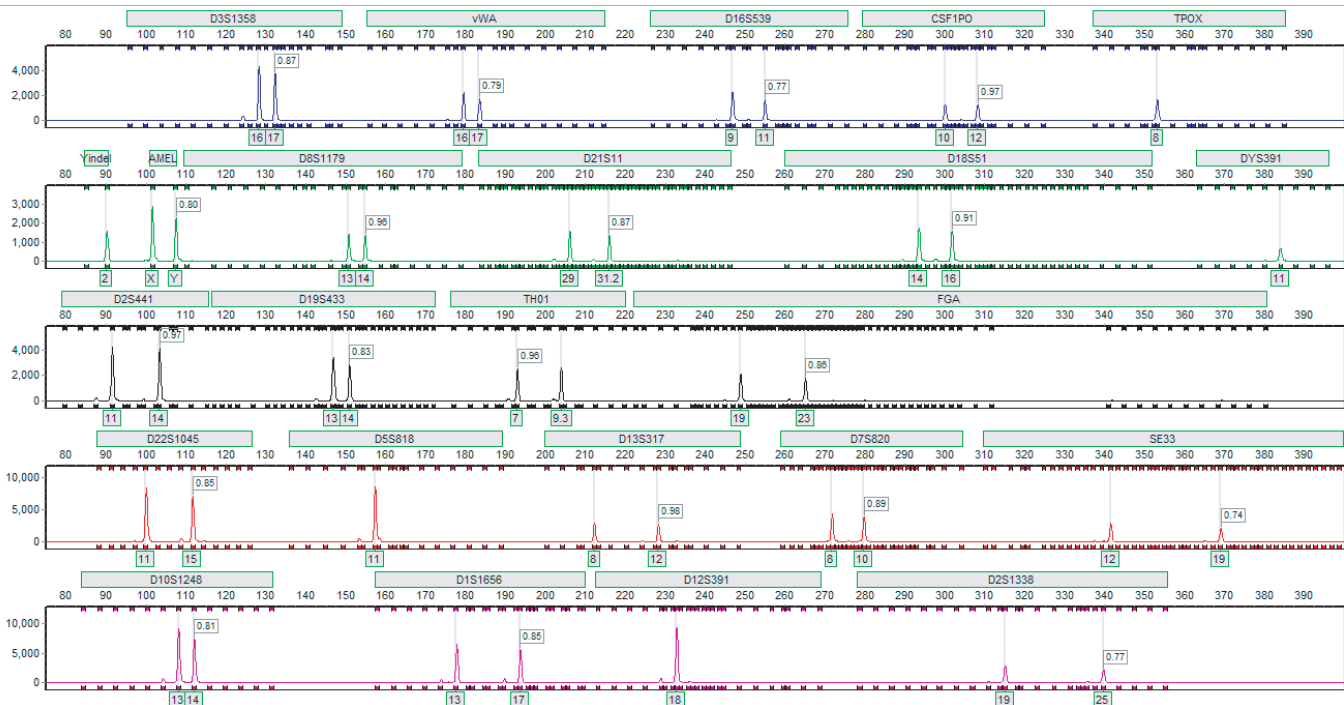 D3S1358 vWA D16S539 CSF1PO TPOX
80 90 100 110 120 130 140 150 160 170 180 190 200 210 220 230 240 250 260 270 280 290 300 310 320 330 340 350 360 370 380 390
0.87
4,000
0.79 0.77 0.97
2,000
0
16 17 16 17 9 11 10 12 8
Yindel AMEL D8S1179 D21S11 D18S51 DYS391
80 90 100 110 120 130 140 150 160 170 180 190 200 210 220 230 240 250 260 270 280 290 300 310 320 330 340 350 360 370 380 390
3,000
0.80
2,000
0.96 0.87 0.91
1,000
0
2 X Y 13 14 29 31.2 14 16 11
D2S441 D19S433 TH01 FGA
80 90 100 110 120 130 140 150 160 170 180 190 200 210 220 230 240 250 260 270 280 290 300 310 320 330 340 350 360 370 380 390
0.97
4,000
0.83 0.96 0.86
2,000
0
11 14 13 14 7 9.3 19 23
D22S1045 D5S818 D13S317 D7S820 SE33
80 90 100 110 120 130 140 150 160 170 180 190 200 210 220 230 240 250 260 270 280 290 300 310 320 330 340 350 360 370 380 390
10,000
0.85
5,000
0.98 0.89 0.74
0
11 15 11 8 12 8 10 12 19
D10S1248 D1S1656 D12S391 D2S1338
80 90 100 110 120 130 140 150 160 170 180 190 200 210 220 230 240 250 260 270 280 290 300 310 320 330 340 350 360 370 380 390
10,000
0.81
5,000
0.85 0.77
0
13 14 13 17 18 19 25